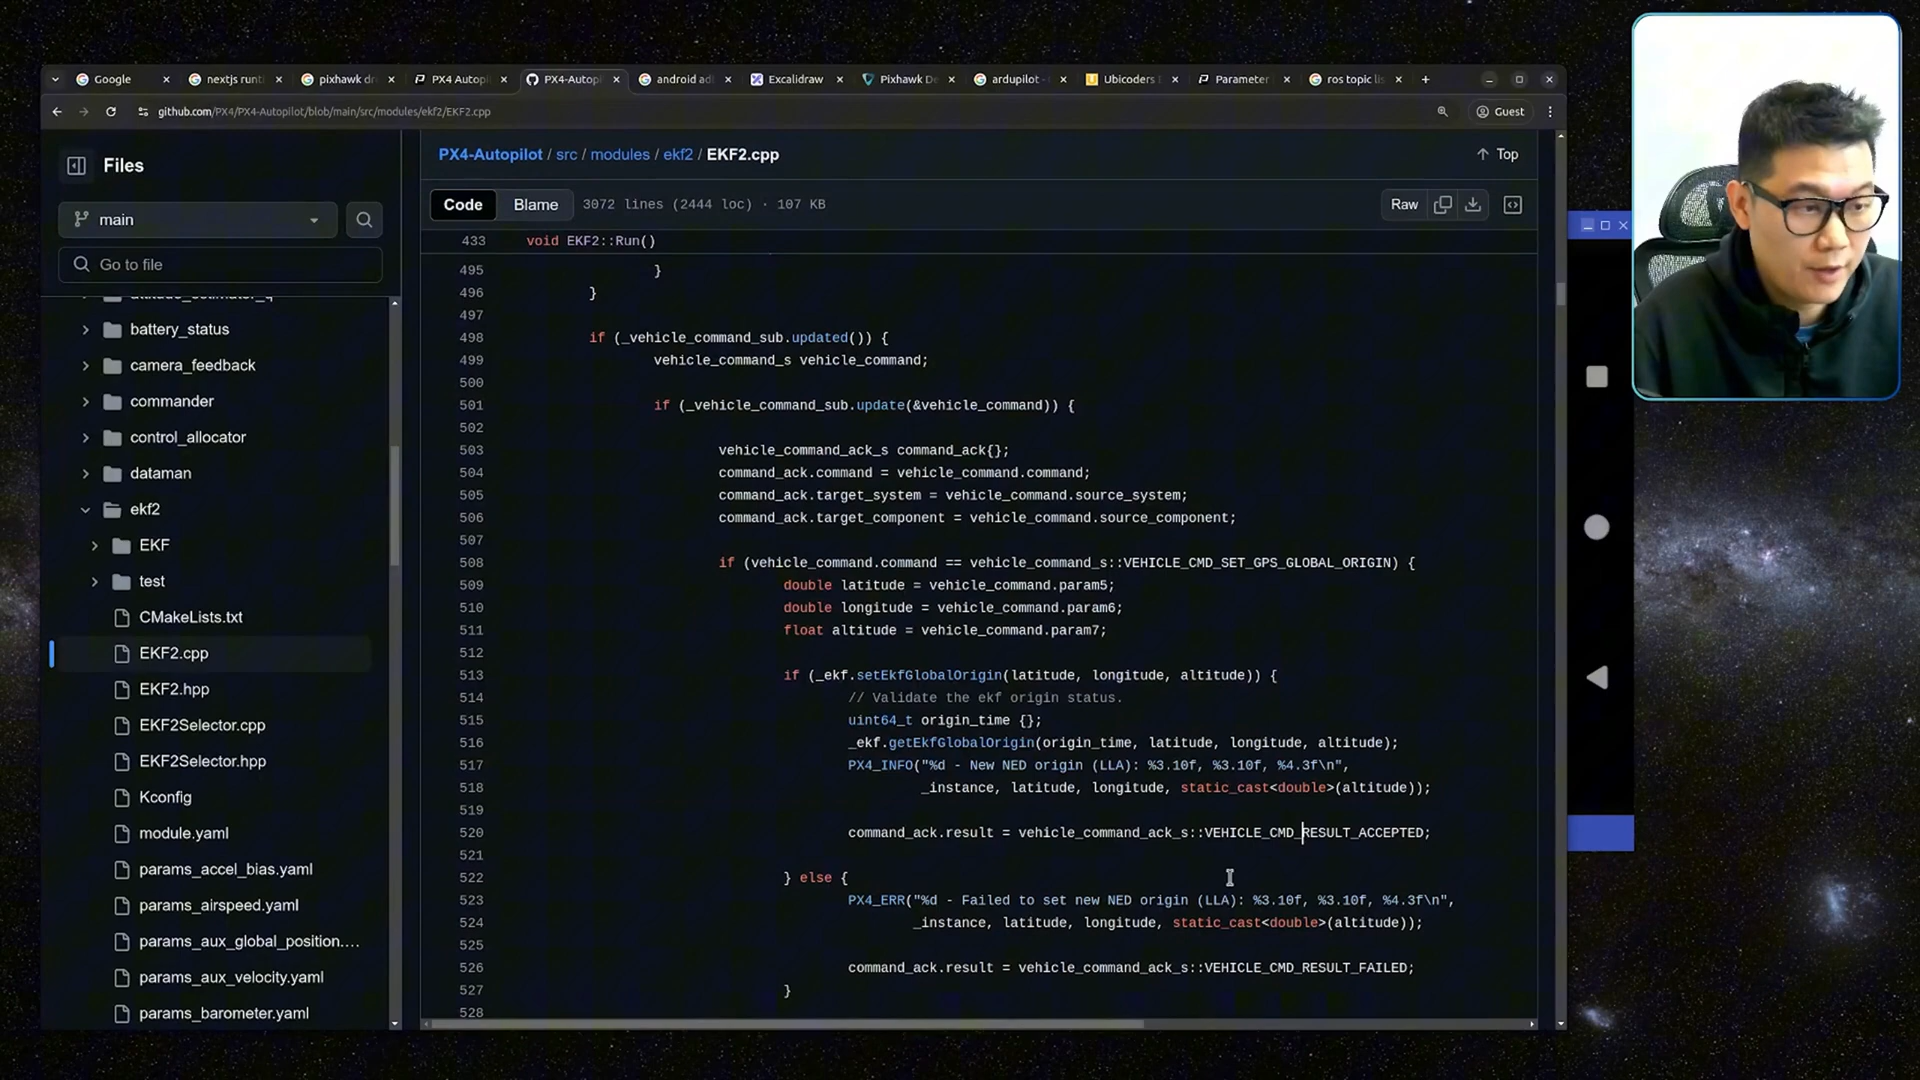 Google
nextjs runt
pixhawk dr
PX4 Autop
PX4-Autop
android ad
Excalidraw
Pixhawk De
ardupilot -
Ubicoders
Parameter
ros topic lis
github.com/PX4/PX4-Autopilot/blob/main/src/modules/ekf2/EKF2.cpp
Guest
Files
main
Go to file
attitude_estimator_q
battery_status
camera_feedback
commander
control_allocator
dataman
ekf2
EKF
test
CMakeLists.txt
EKF2.cpp
EKF2.hpp
EKF2Selector.cpp
EKF2Selector.hpp
Kconfig
module.yaml
params_accel_bias.yaml
params_airspeed.yaml
params_aux_global_position.…
params_aux_velocity.yaml
params_barometer.yaml
PX4-Autopilot / src / modules / ekf2 / EKF2.cpp
Top
Code Blame 3072 lines (2444 loc) · 107 KB
Raw
433 void EKF2::Run()
495 }
496 }
497
498 if (_vehicle_command_sub.updated()) {
499 vehicle_command_s vehicle_command;
500
501 if (_vehicle_command_sub.update(&vehicle_command)) {
502
503 vehicle_command_ack_s command_ack{};
504 command_ack.command = vehicle_command.command;
505 command_ack.target_system = vehicle_command.source_system;
506 command_ack.target_component = vehicle_command.source_component;
507
508 if (vehicle_command.command == vehicle_command_s::VEHICLE_CMD_SET_GPS_GLOBAL_ORIGIN) {
509 double latitude = vehicle_command.param5;
510 double longitude = vehicle_command.param6;
511 float altitude = vehicle_command.param7;
512
513 if (_ekf.setEkfGlobalOrigin(latitude, longitude, altitude)) {
514 // Validate the ekf origin status.
515 uint64_t origin_time {};
516 _ekf.getEkfGlobalOrigin(origin_time, latitude, longitude, altitude);
517 PX4_INFO("%d - New NED origin (LLA): %3.10f, %3.10f, %4.3f\n",
518 _instance, latitude, longitude, static_cast<double>(altitude));
519
520 command_ack.result = vehicle_command_ack_s::VEHICLE_CMD_RESULT_ACCEPTED;
521
522 } else {
523 PX4_ERR("%d - Failed to set new NED origin (LLA): %3.10f, %3.10f, %4.3f\n",
524 _instance, latitude, longitude, static_cast<double>(altitude));
525
526 command_ack.result = vehicle_command_ack_s::VEHICLE_CMD_RESULT_FAILED;
527 }
528